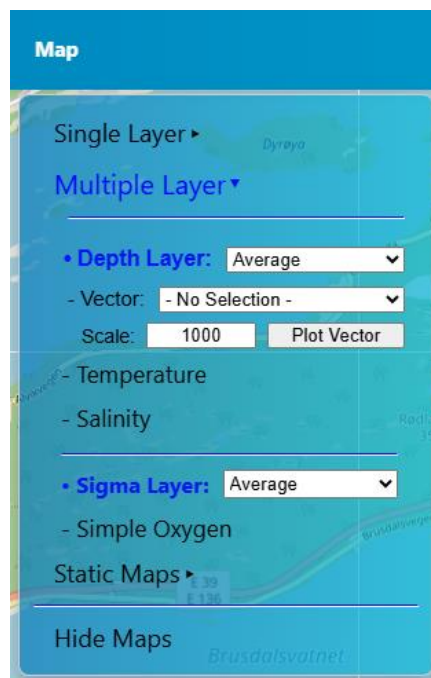 Map
Dyrøya
Single Layer ▸
Multiple Layer ▾
• Depth Layer: Average
- Vector: - No Selection -
Scale: 1000 Plot Vector
- Temperature
- Salinity
• Sigma Layer: Average
- Simple Oxygen
Brusdalsvege
Static Maps ▸
E 39
E 136
Hide Maps
Brusdalsvatnet